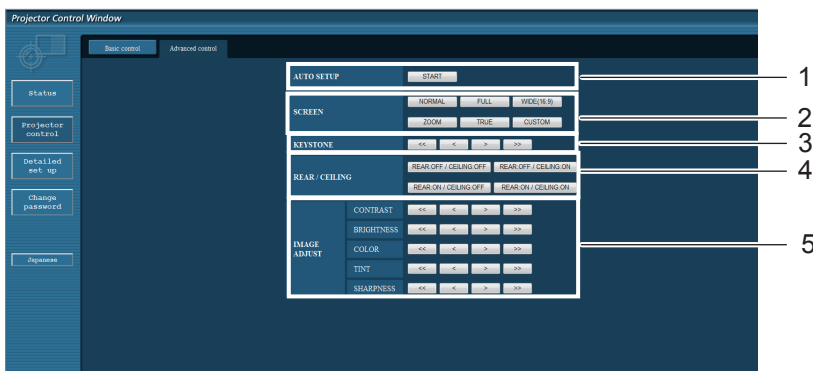 Projector Control Window
Basic control Advanced control
Status
Projector
control
Detailed
set up
Change
password
Japanese
AUTO SETUP START
SCREEN
NORMAL FULL WIDE(16:9)
ZOOM TRUE CUSTOM
KEYSTONE << < > >>
REAR / CEILING
REAR:OFF / CEILING:OFF REAR:OFF / CEILING:ON
REAR:ON / CEILING:OFF REAR:ON / CEILING:ON
IMAGE
ADJUST
CONTRAST << < > >>
BRIGHTNESS << < > >>
COLOR << < > >>
TINT << < > >>
SHARPNESS << < > >>
1
2
3
4
5